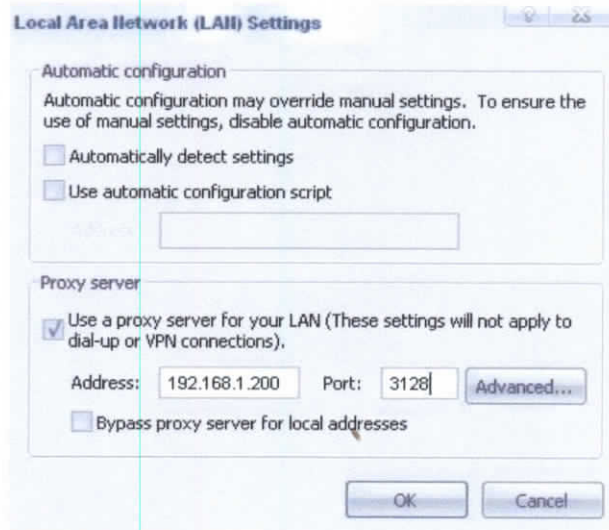 Local Area Network (LAN) Settings
Automatic configuration
Automatic configuration may override manual settings. To ensure the
use of manual settings, disable automatic configuration.
Automatically detect settings
Use automatic configuration script
Proxy server
Use a proxy server for your LAN (These settings will not apply to
dial-up or VPN connections).
Address: 192.168.1.200 Port: 3128 Advanced...
Bypass proxy server for local addresses
OK Cancel